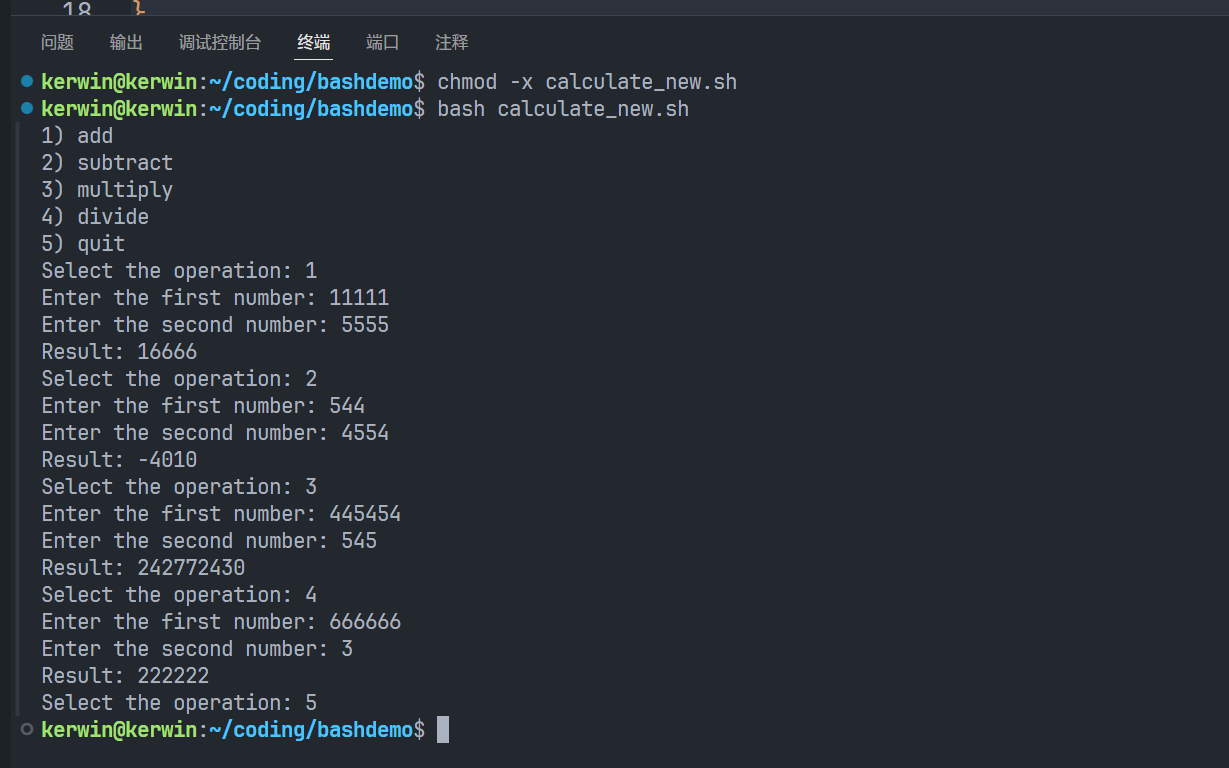 18 }
问题 输出 调试控制台 终端 端口 注释
kerwin@kerwin:~/coding/bashdemo$ chmod -x calculate_new.sh
kerwin@kerwin:~/coding/bashdemo$ bash calculate_new.sh
1) add
2) subtract
3) multiply
4) divide
5) quit
Select the operation: 1
Enter the first number: 11111
Enter the second number: 5555
Result: 16666
Select the operation: 2
Enter the first number: 544
Enter the second number: 4554
Result: -4010
Select the operation: 3
Enter the first number: 445454
Enter the second number: 545
Result: 242772430
Select the operation: 4
Enter the first number: 666666
Enter the second number: 3
Result: 222222
Select the operation: 5
kerwin@kerwin:~/coding/bashdemo$